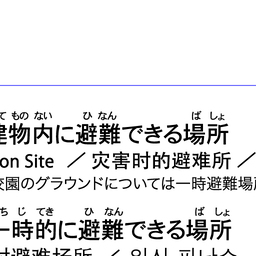 てもの ない ひ なん ば しょ
建物内に避難できる場所
on Site ／ 灾害时的避难所 ／
校園のグラウンドについては一時避難場所
ち じ てき ひ なん ば しょ
一時的に避難できる場所